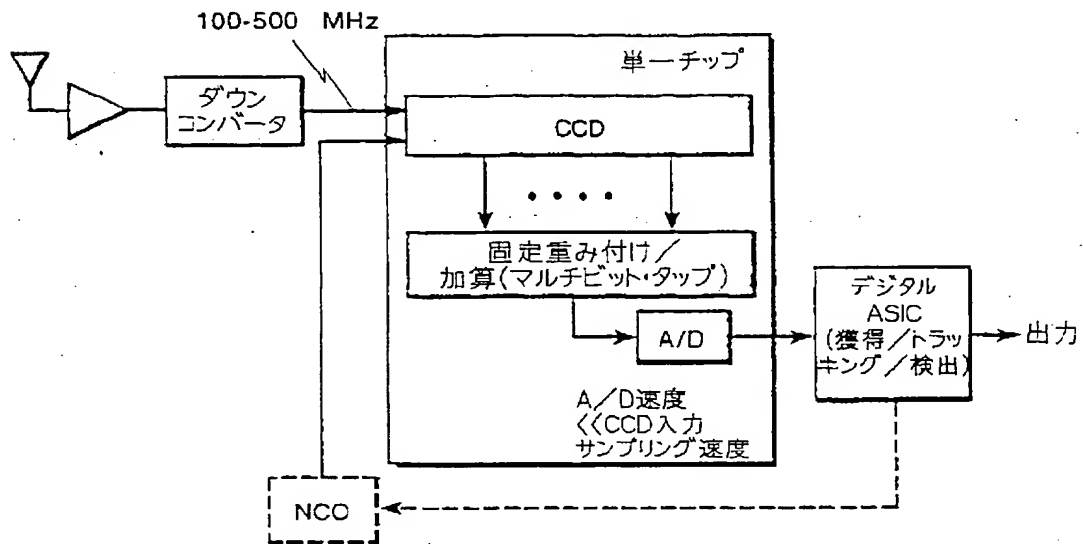 100-500 MHz
単一チップ
ダウン
コンバータ
CCD
固定重み付け/
加算(マルチビット・タップ)
A/D
デジタル
ASIC
(獲得/トラッ
キング/検出)
出力
A/D速度
<<CCD入力
サンプリング速度
NCO